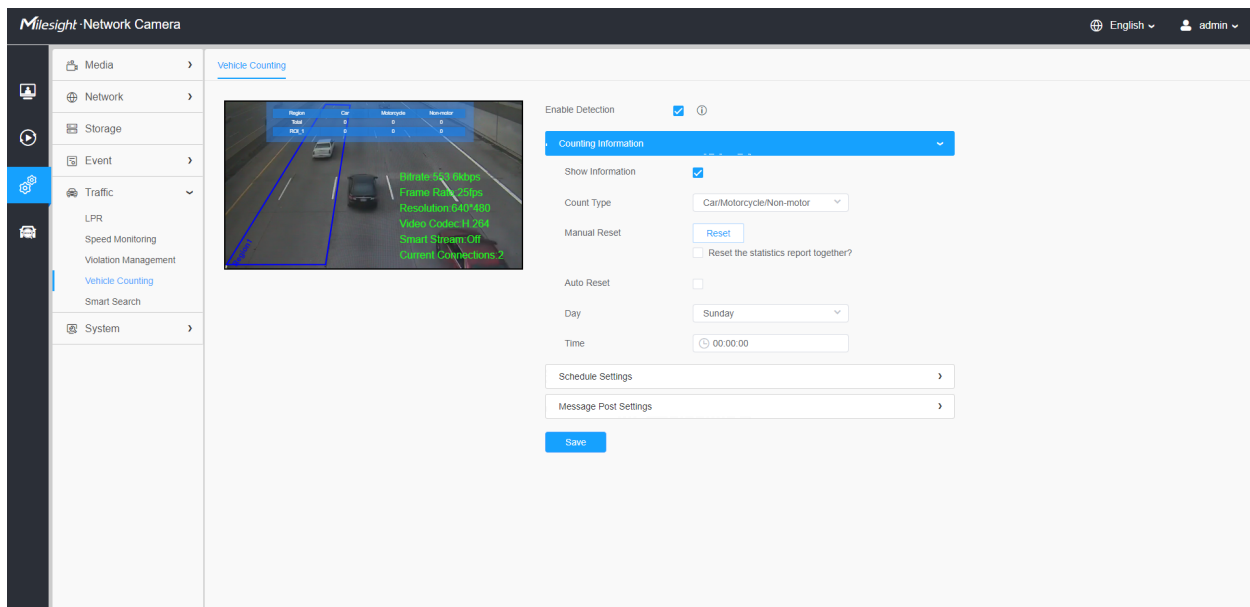 Milesight · Network Camera
English
admin
Media
Network
Storage
Event
Traffic
LPR
Speed Monitoring
Violation Management
Vehicle Counting
Smart Search
System
Vehicle Counting
Region Car Motorcycle Non-motor
Total 0 0 0
ROI_1 0 0 0
Bitrate:553.6kbps
Frame Rate:25fps
Resolution:640*480
Video Codec:H.264
Smart Stream:Off
Current Connections:2
Region1
Enable Detection
Counting Information
Show Information
Count Type Car/Motorcycle/Non-motor
Manual Reset Reset
Reset the statistics report together?
Auto Reset
Day Sunday
Time 00:00:00
Schedule Settings
Message Post Settings
Save